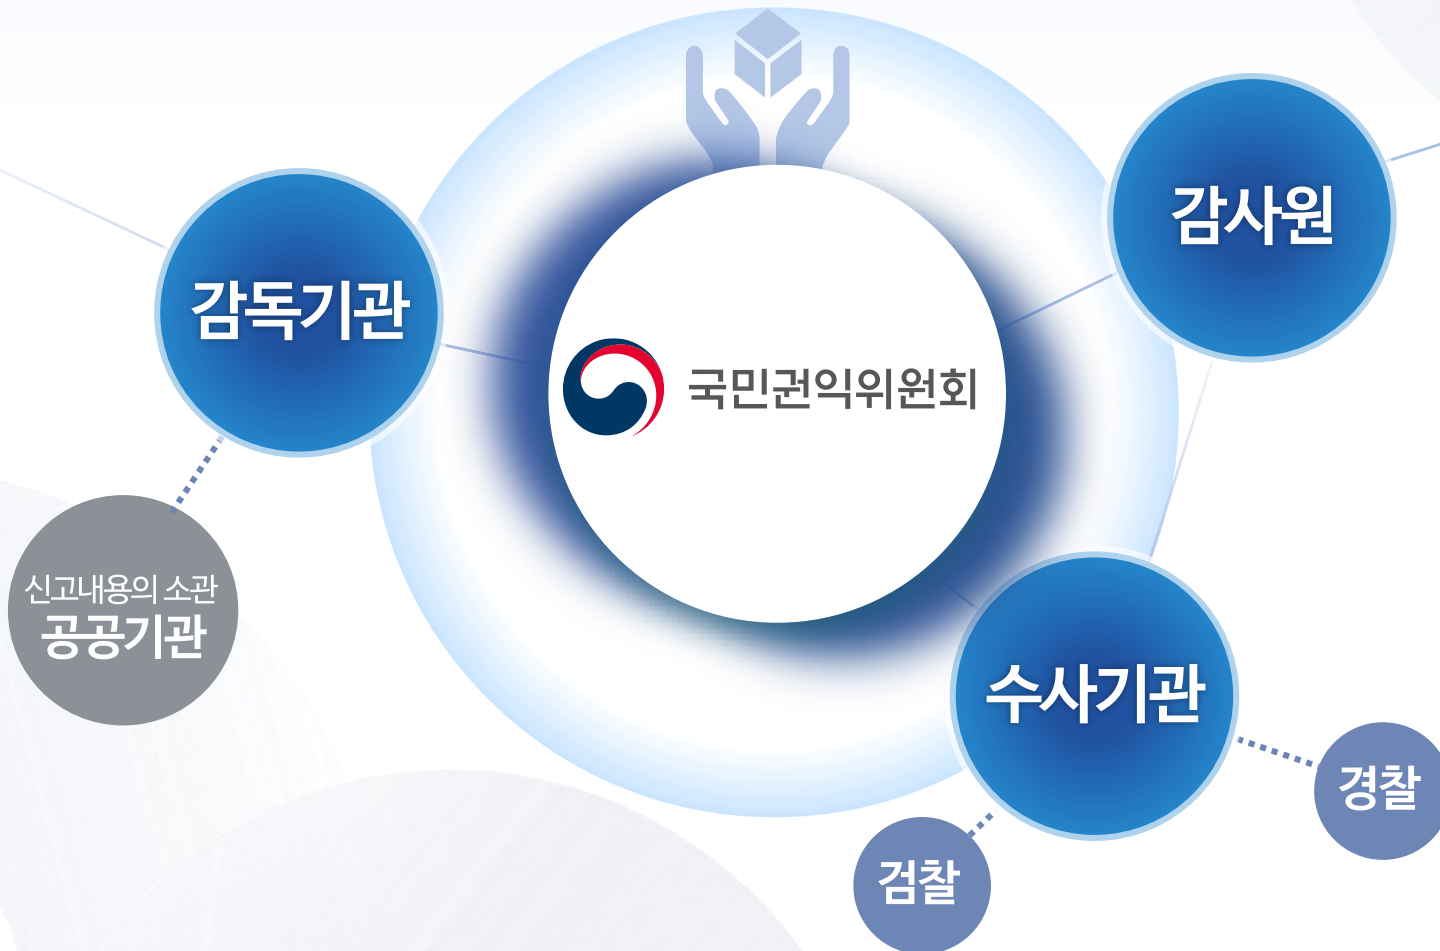 감사원
감독기관
국민권익위원회
신고내용의 소관
공공기관
수사기관
경찰
검찰